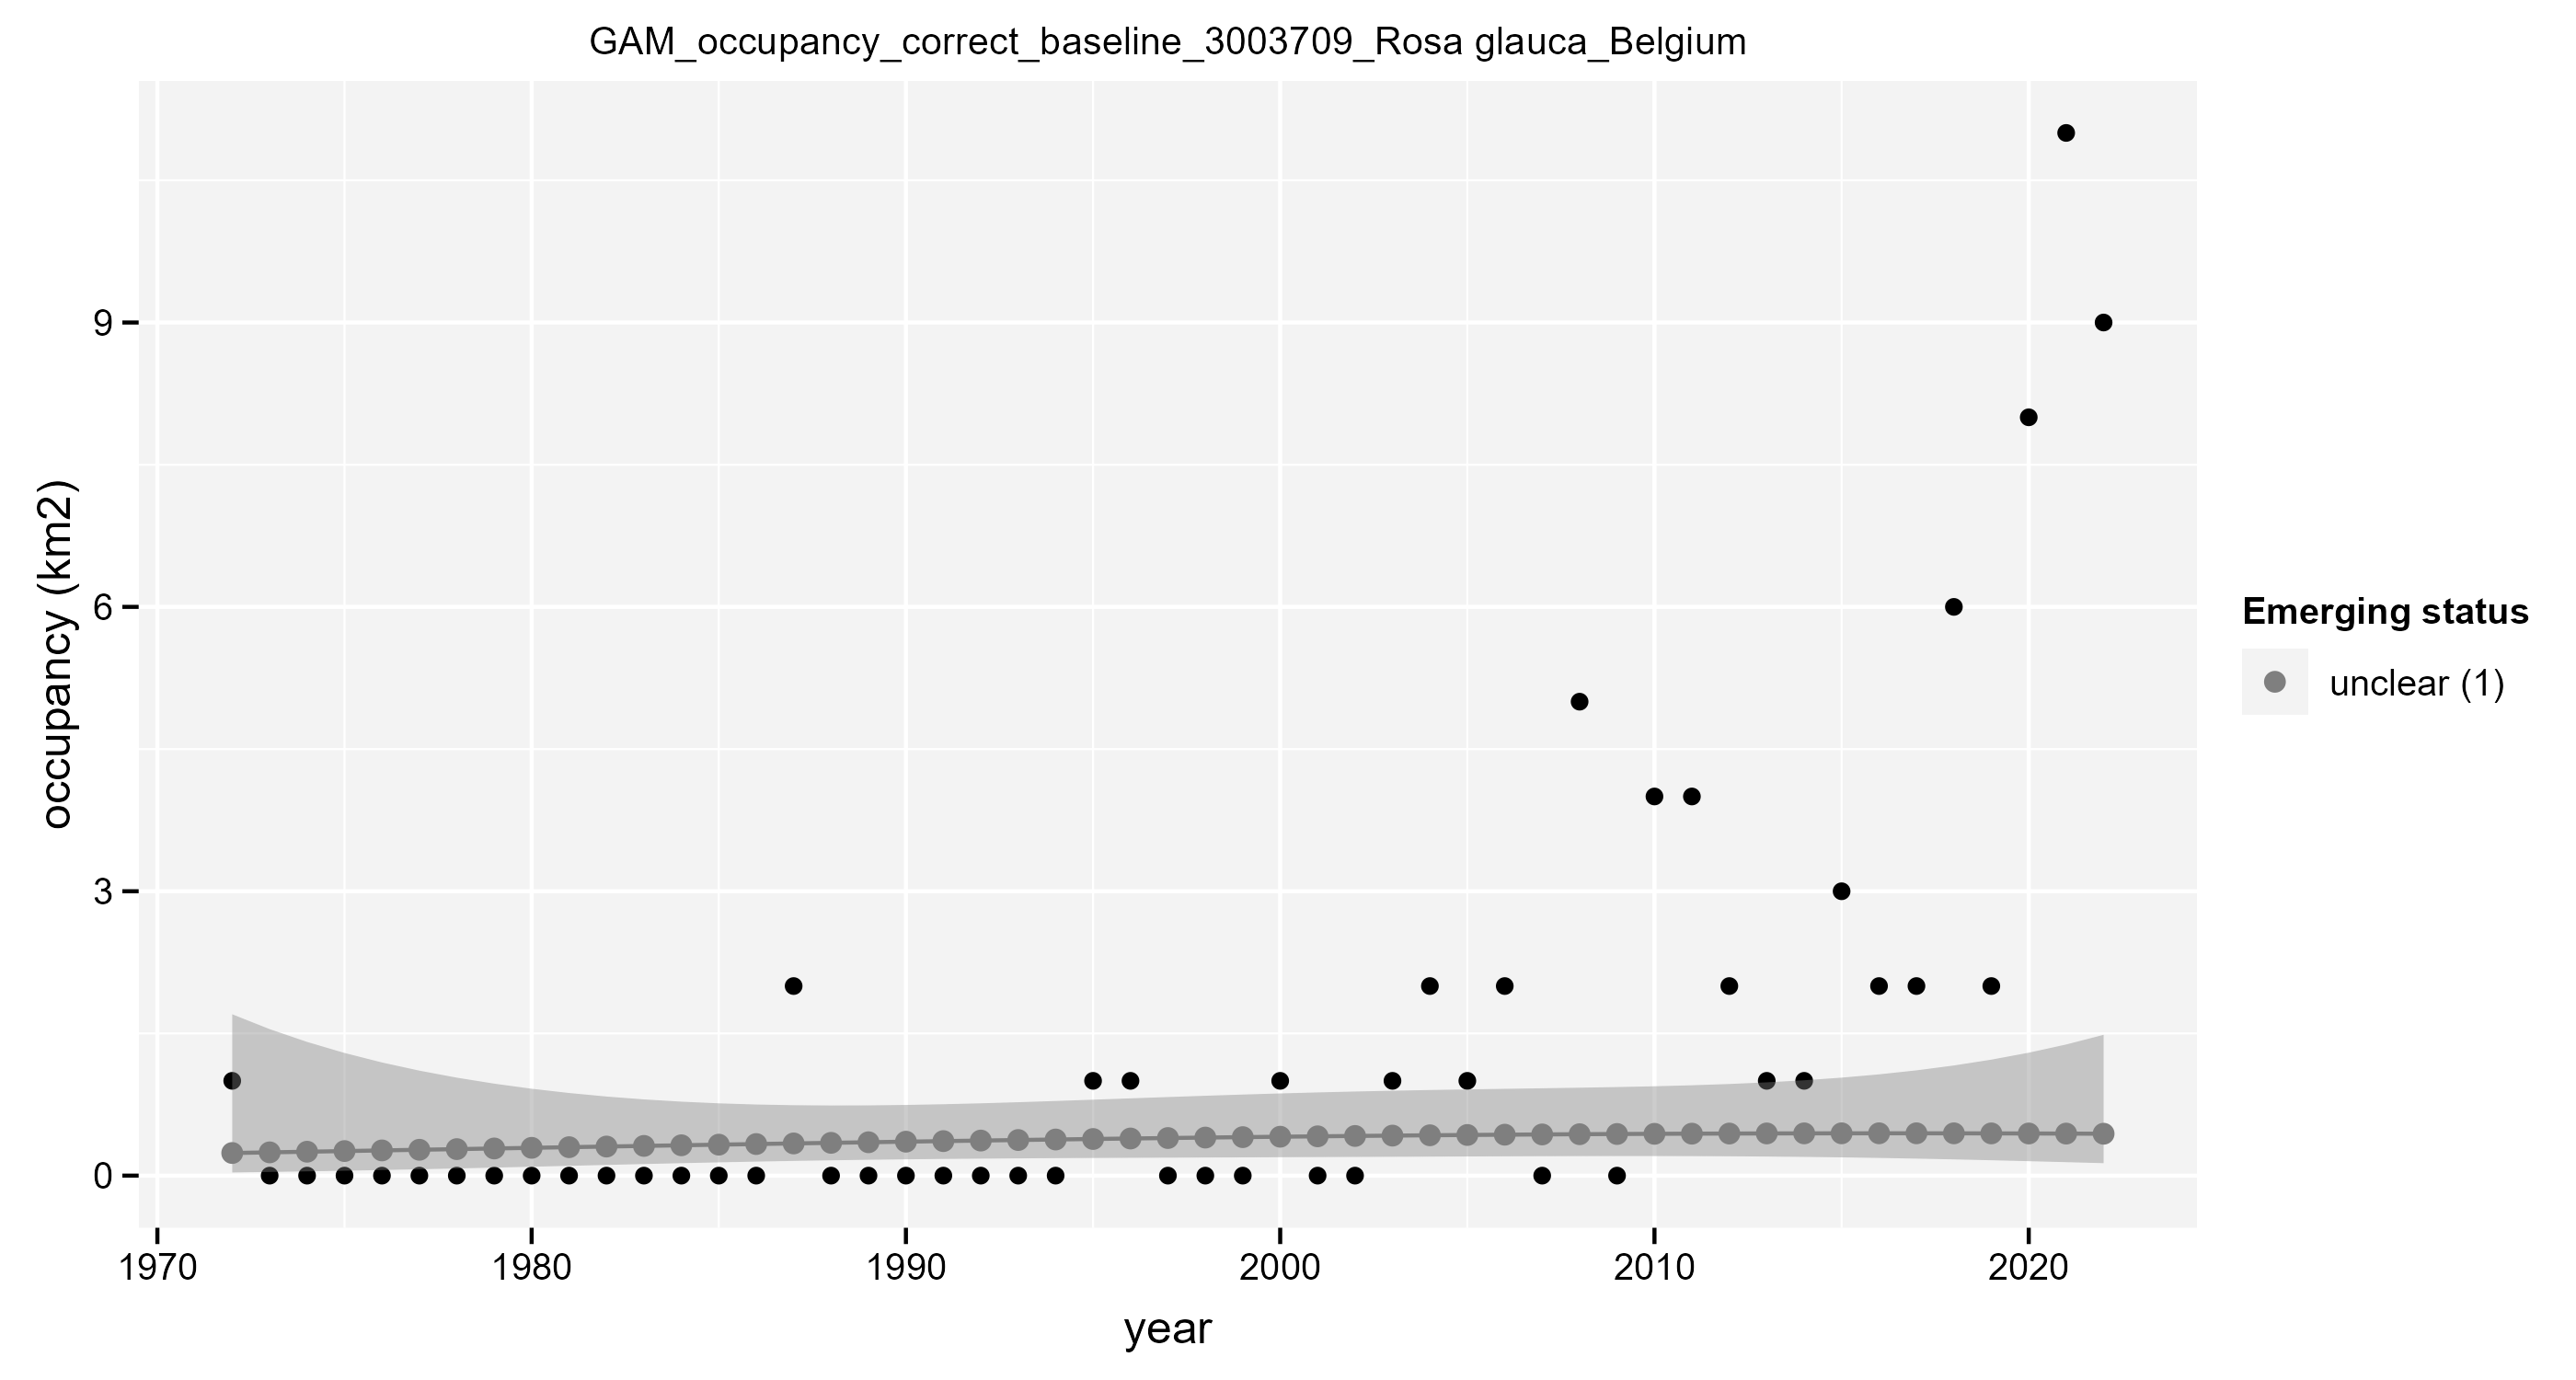 GAM_occupancy_correct_baseline_3003709_Rosa glauca_Belgium
occupancy (km2)
9
6
3
0
1970 1980 1990 2000 2010 2020
year
Emerging status
unclear (1)